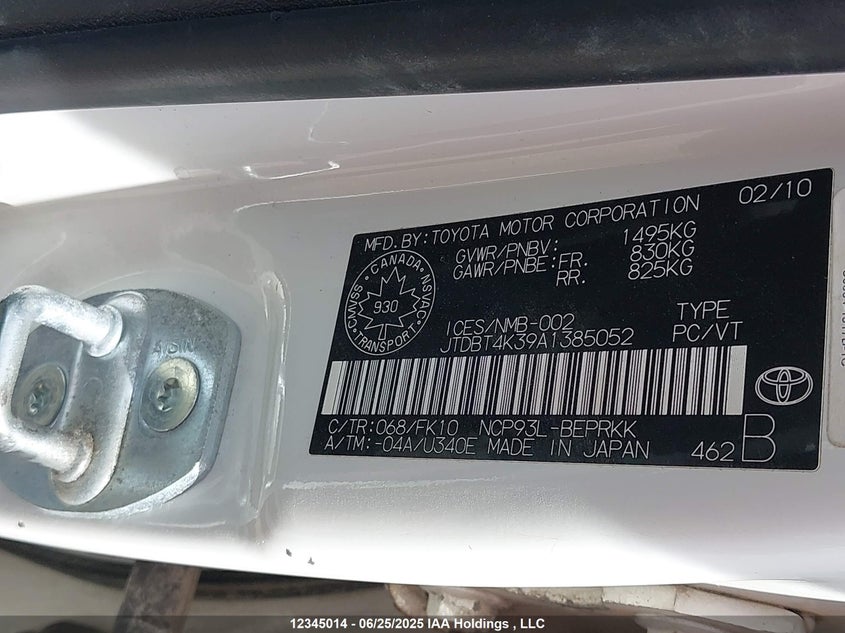 MFD.BY:TOYOTA MOTOR CORPORATION 02/10
GVWR/PNBV: 1495KG
GAWR/PNBE:FR. 830KG
RR. 825KG
CANADA
NSVAC
930
CMVSS
TRANSPORT
ICES/NMB-002 TYPE
JTDBT4K39A1385052 PC/VT
C/TR:068/FK10 NCP93L-BEPRKK
A/TM:-04A/U340E MADE IN JAPAN 462 B
12345014 - 06/25/2025 IAA Holdings , LLC